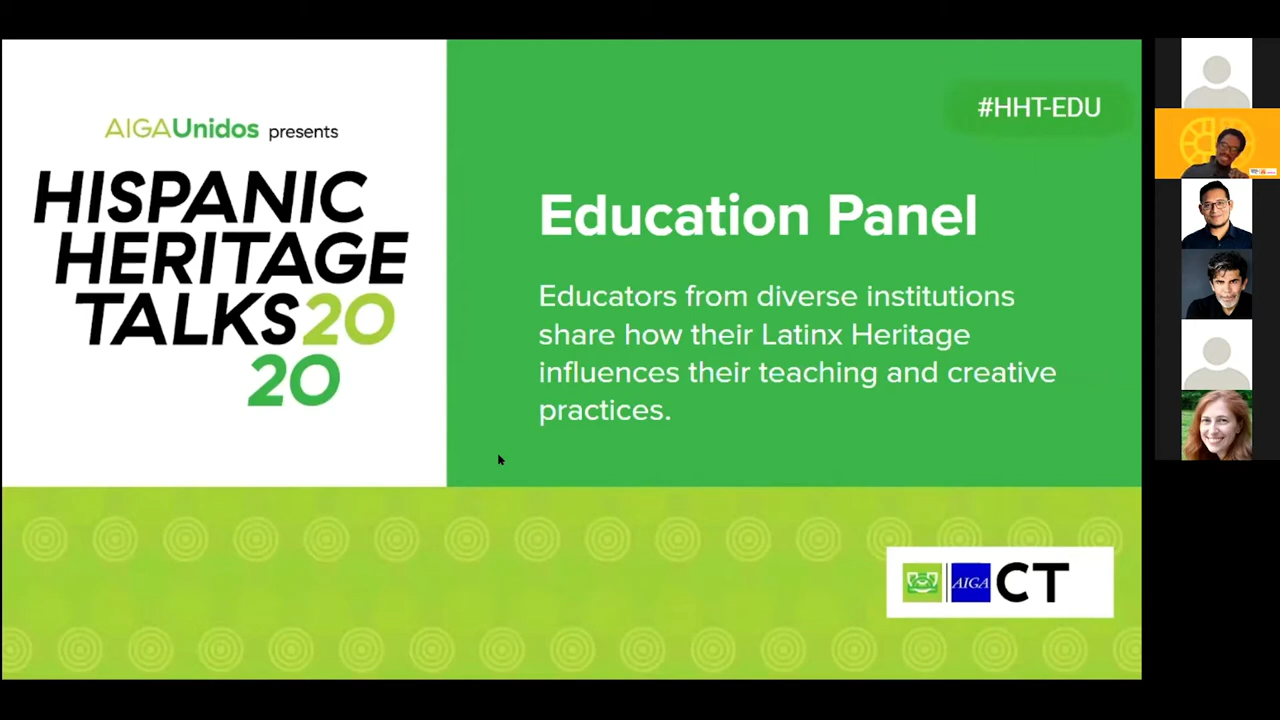 AIGAUnidos presents
HISPANIC
HERITAGE
TALKS20
20
#HHT-EDU
Education Panel
Educators from diverse institutions
share how their Latinx Heritage
influences their teaching and creative
practices.
AIGA CT